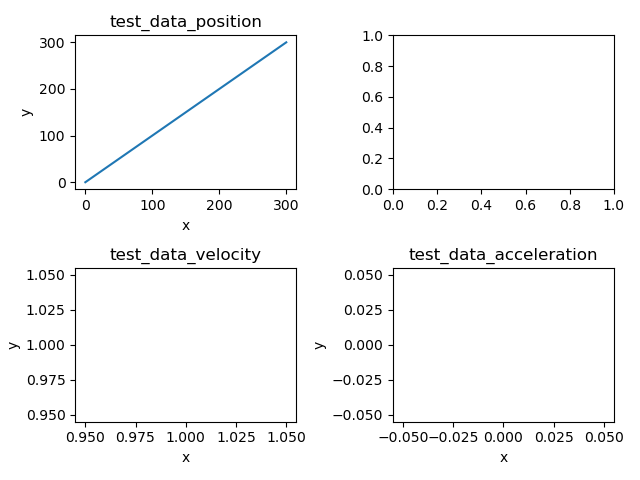 test_data_position
300
200
100
0
y
0 100 200 300
x
1.0
0.8
0.6
0.4
0.2
0.0
0.0 0.2 0.4 0.6 0.8 1.0
test_data_velocity
1.050
1.025
1.000
0.975
0.950
y
0.950 0.975 1.000 1.025 1.050
x
test_data_acceleration
0.050
0.025
0.000
−0.025
−0.050
y
−0.050 −0.025 0.000 0.025 0.050
x